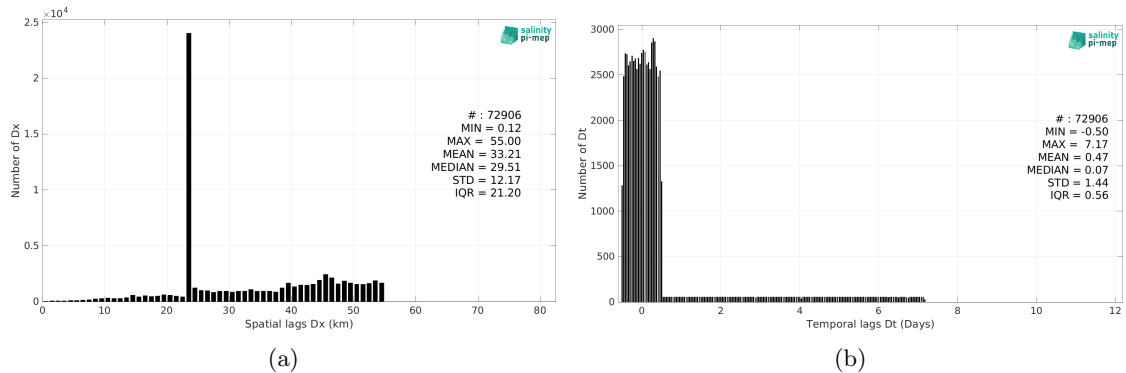 2.5
×10⁴
2
1.5
1
0.5
0
Number of Dx
salinity
pi-mep
# : 72906
MIN = 0.12
MAX = 55.00
MEAN = 33.21
MEDIAN = 29.51
STD = 12.17
IQR = 21.20
0 10 20 30 40 50 60 70 80
Spatial lags Dx (km)
(a)
3000
2500
2000
1500
1000
500
0
Number of Dt
salinity
pi-mep
# : 72906
MIN = -0.50
MAX = 7.17
MEAN = 0.47
MEDIAN = 0.07
STD = 1.44
IQR = 0.56
0 2 4 6 8 10 12
Temporal lags Dt (Days)
(b)